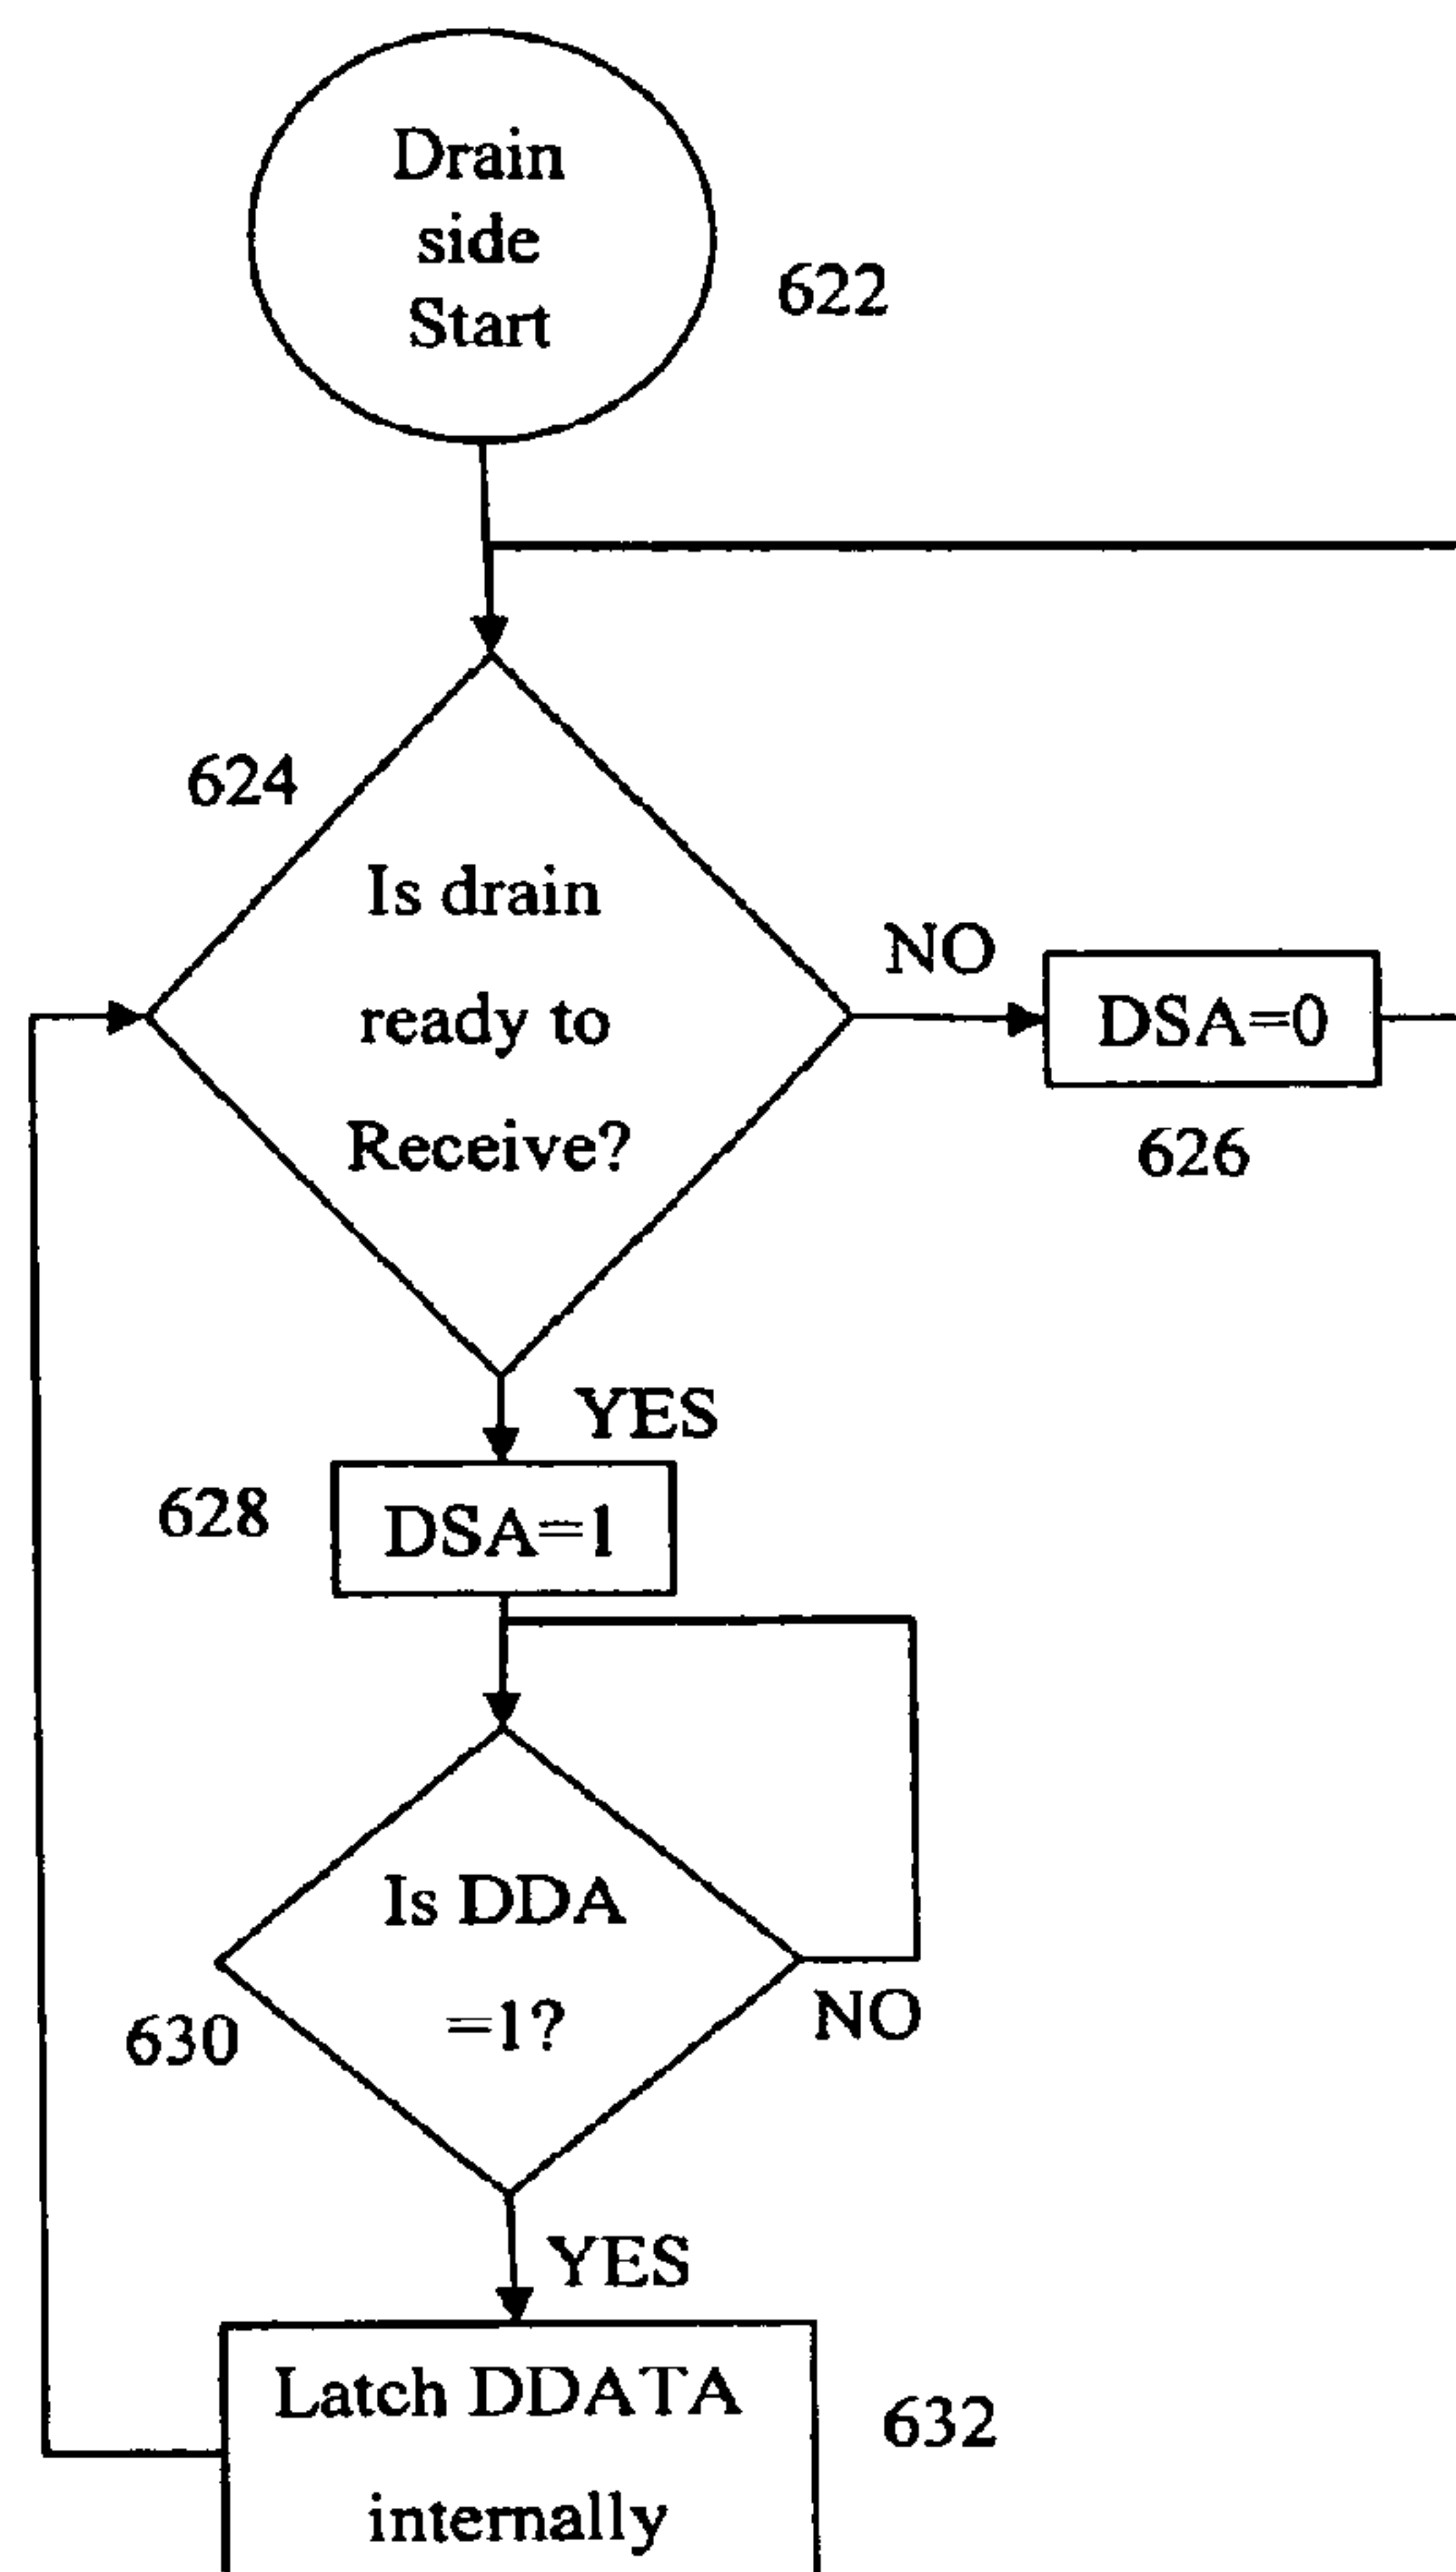 Drain
side
Start
622
624
Is drain
ready to
Receive?
NO
DSA=0
626
YES
628
DSA=1
Is DDA
=1?
630
NO
YES
Latch DDATA
internally
632